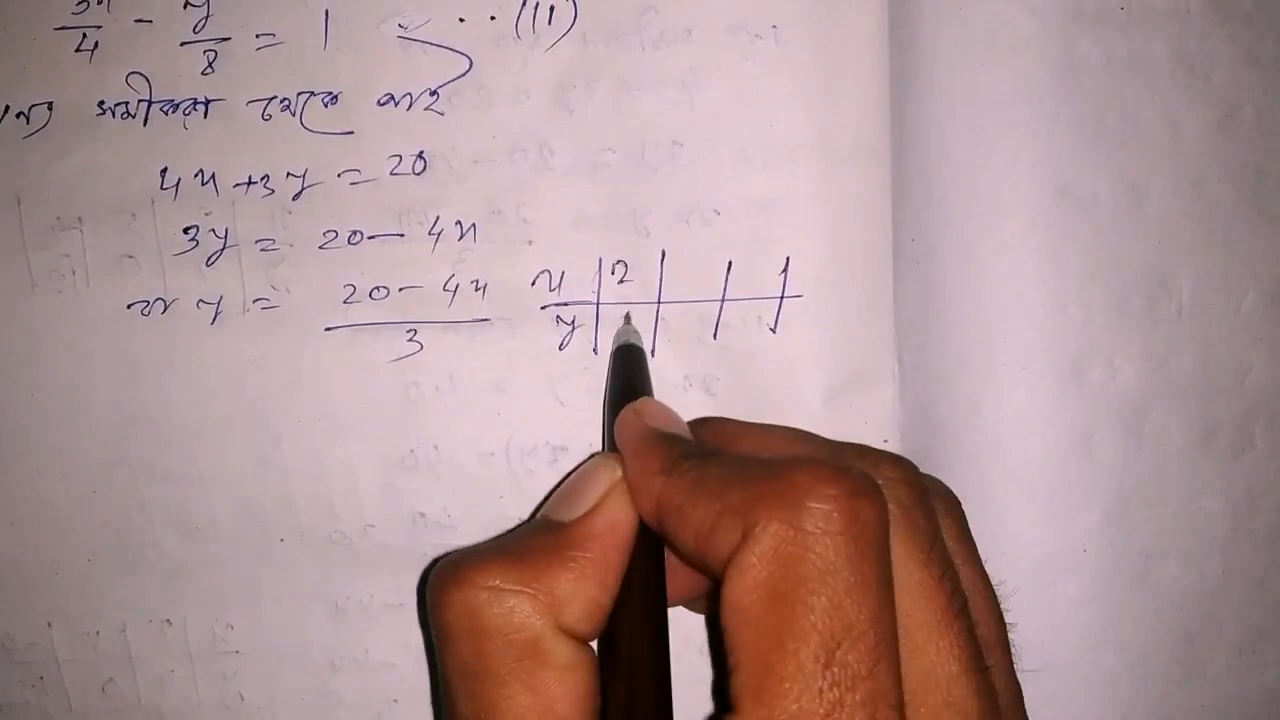 3x/4 - y/8 = 1 ... (II)
সমীকরণ থেকে পাই
4x + 3y = 20
3y = 20 - 4x
বা y = (20 - 4x)/3
x | 2 | | |
y | | | |